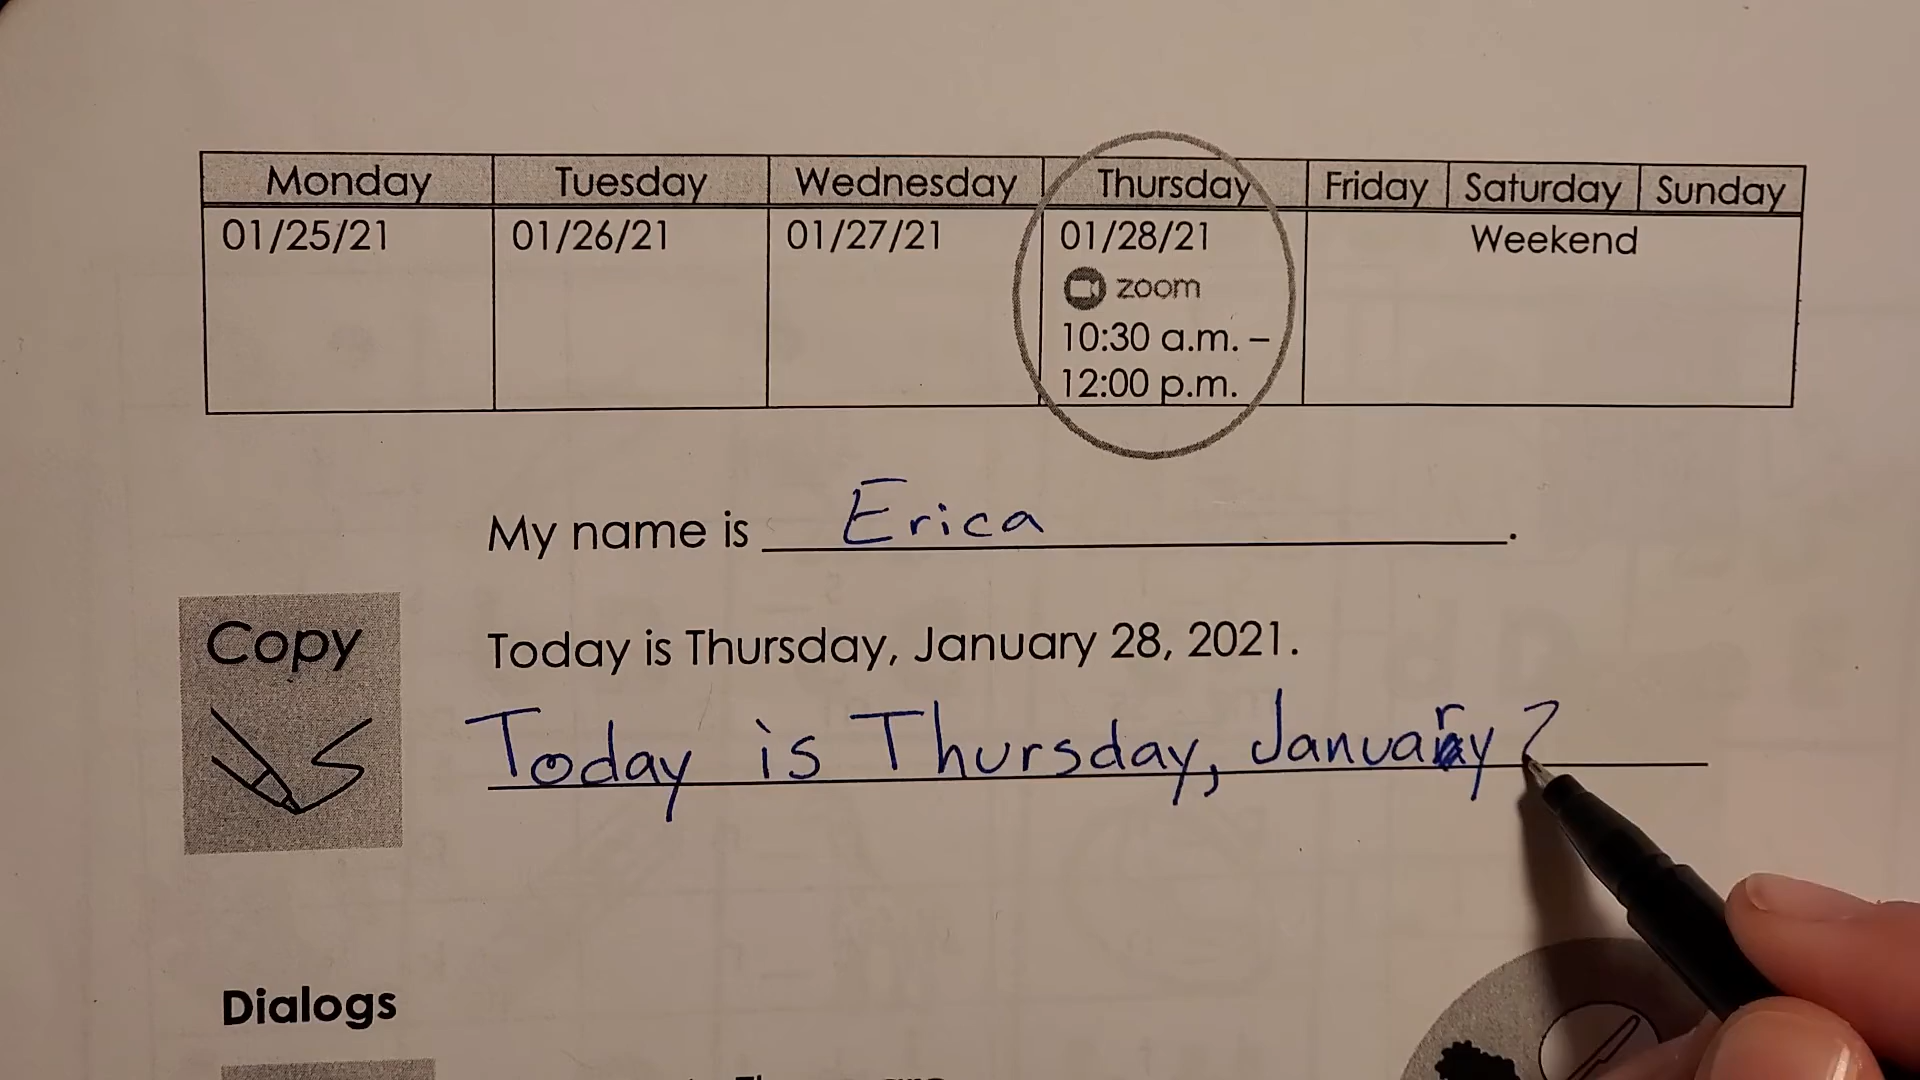 Monday Tuesday Wednesday Thursday Friday Saturday Sunday
01/25/21 01/26/21 01/27/21 01/28/21 Weekend
zoom
10:30 a.m. –
12:00 p.m.
My name is Erica.
Copy
Today is Thursday, January 28, 2021.
Today is Thursday, January 2
Dialogs